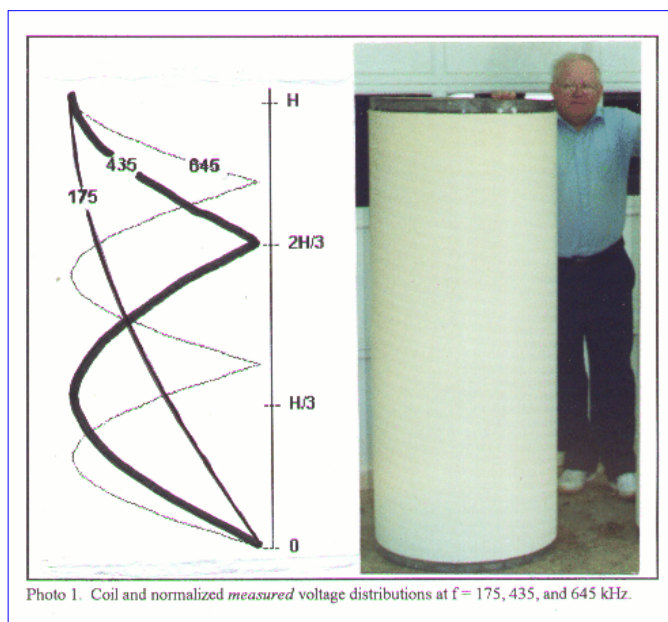 H
435
645
175
2H/3
H/3
0
Photo 1. Coil and normalized measured voltage distributions at f = 175, 435, and 645 kHz.